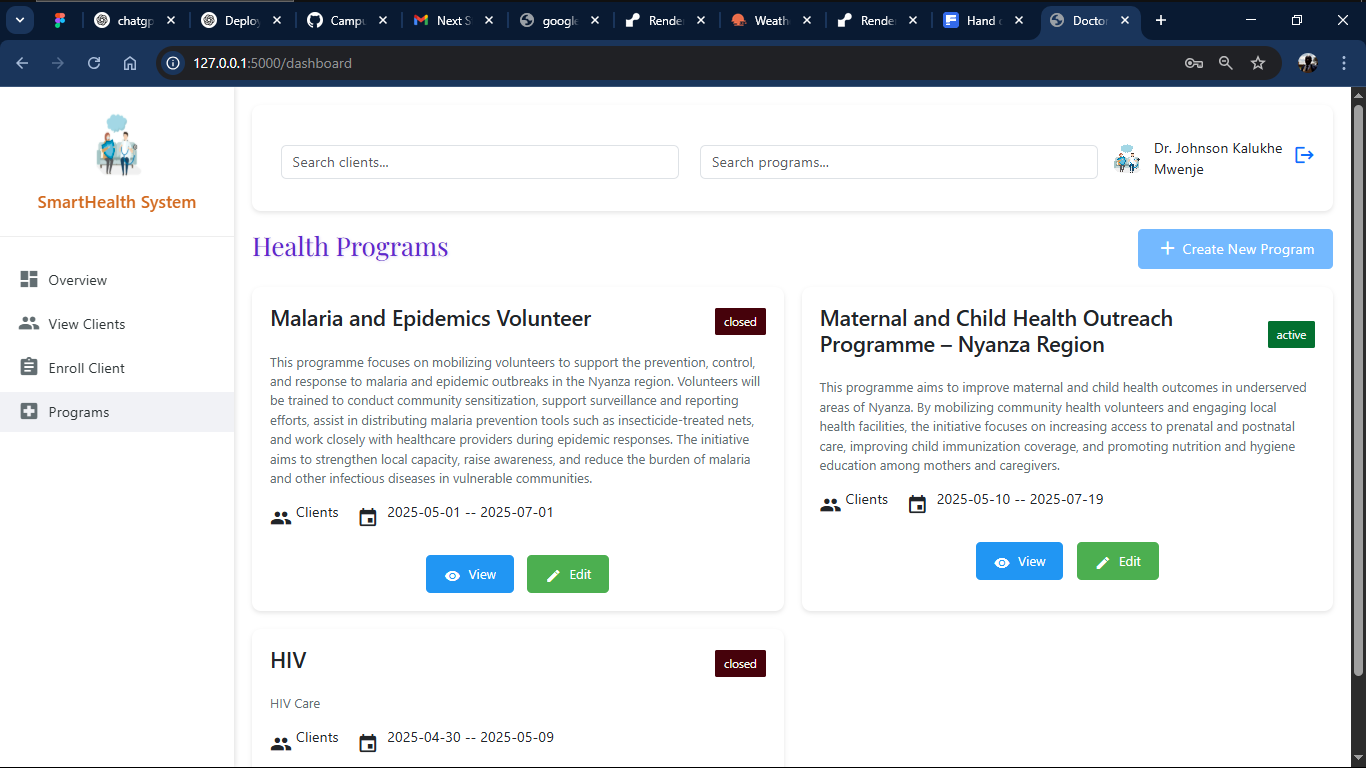 chatgp
Deploy
Campu
Next S
google
Render
Weath
Render
Hand
Doctor
127.0.0.1:5000/dashboard
SmartHealth System
Overview
View Clients
Enroll Client
Programs
Search clients...
Search programs...
Dr. Johnson Kalukhe
Mwenje
Health Programs
Create New Program
Malaria and Epidemics Volunteer
closed
This programme focuses on mobilizing volunteers to support the prevention, control,
and response to malaria and epidemic outbreaks in the Nyanza region. Volunteers will
be trained to conduct community sensitization, support surveillance and reporting
efforts, assist in distributing malaria prevention tools such as insecticide-treated nets,
and work closely with healthcare providers during epidemic responses. The initiative
aims to strengthen local capacity, raise awareness, and reduce the burden of malaria
and other infectious diseases in vulnerable communities.
Clients
2025-05-01 -- 2025-07-01
View
Edit
Maternal and Child Health Outreach
Programme – Nyanza Region
active
This programme aims to improve maternal and child health outcomes in underserved
areas of Nyanza. By mobilizing community health volunteers and engaging local
health facilities, the initiative focuses on increasing access to prenatal and postnatal
care, improving child immunization coverage, and promoting nutrition and hygiene
education among mothers and caregivers.
Clients
2025-05-10 -- 2025-07-19
View
Edit
HIV
closed
HIV Care
Clients
2025-04-30 -- 2025-05-09